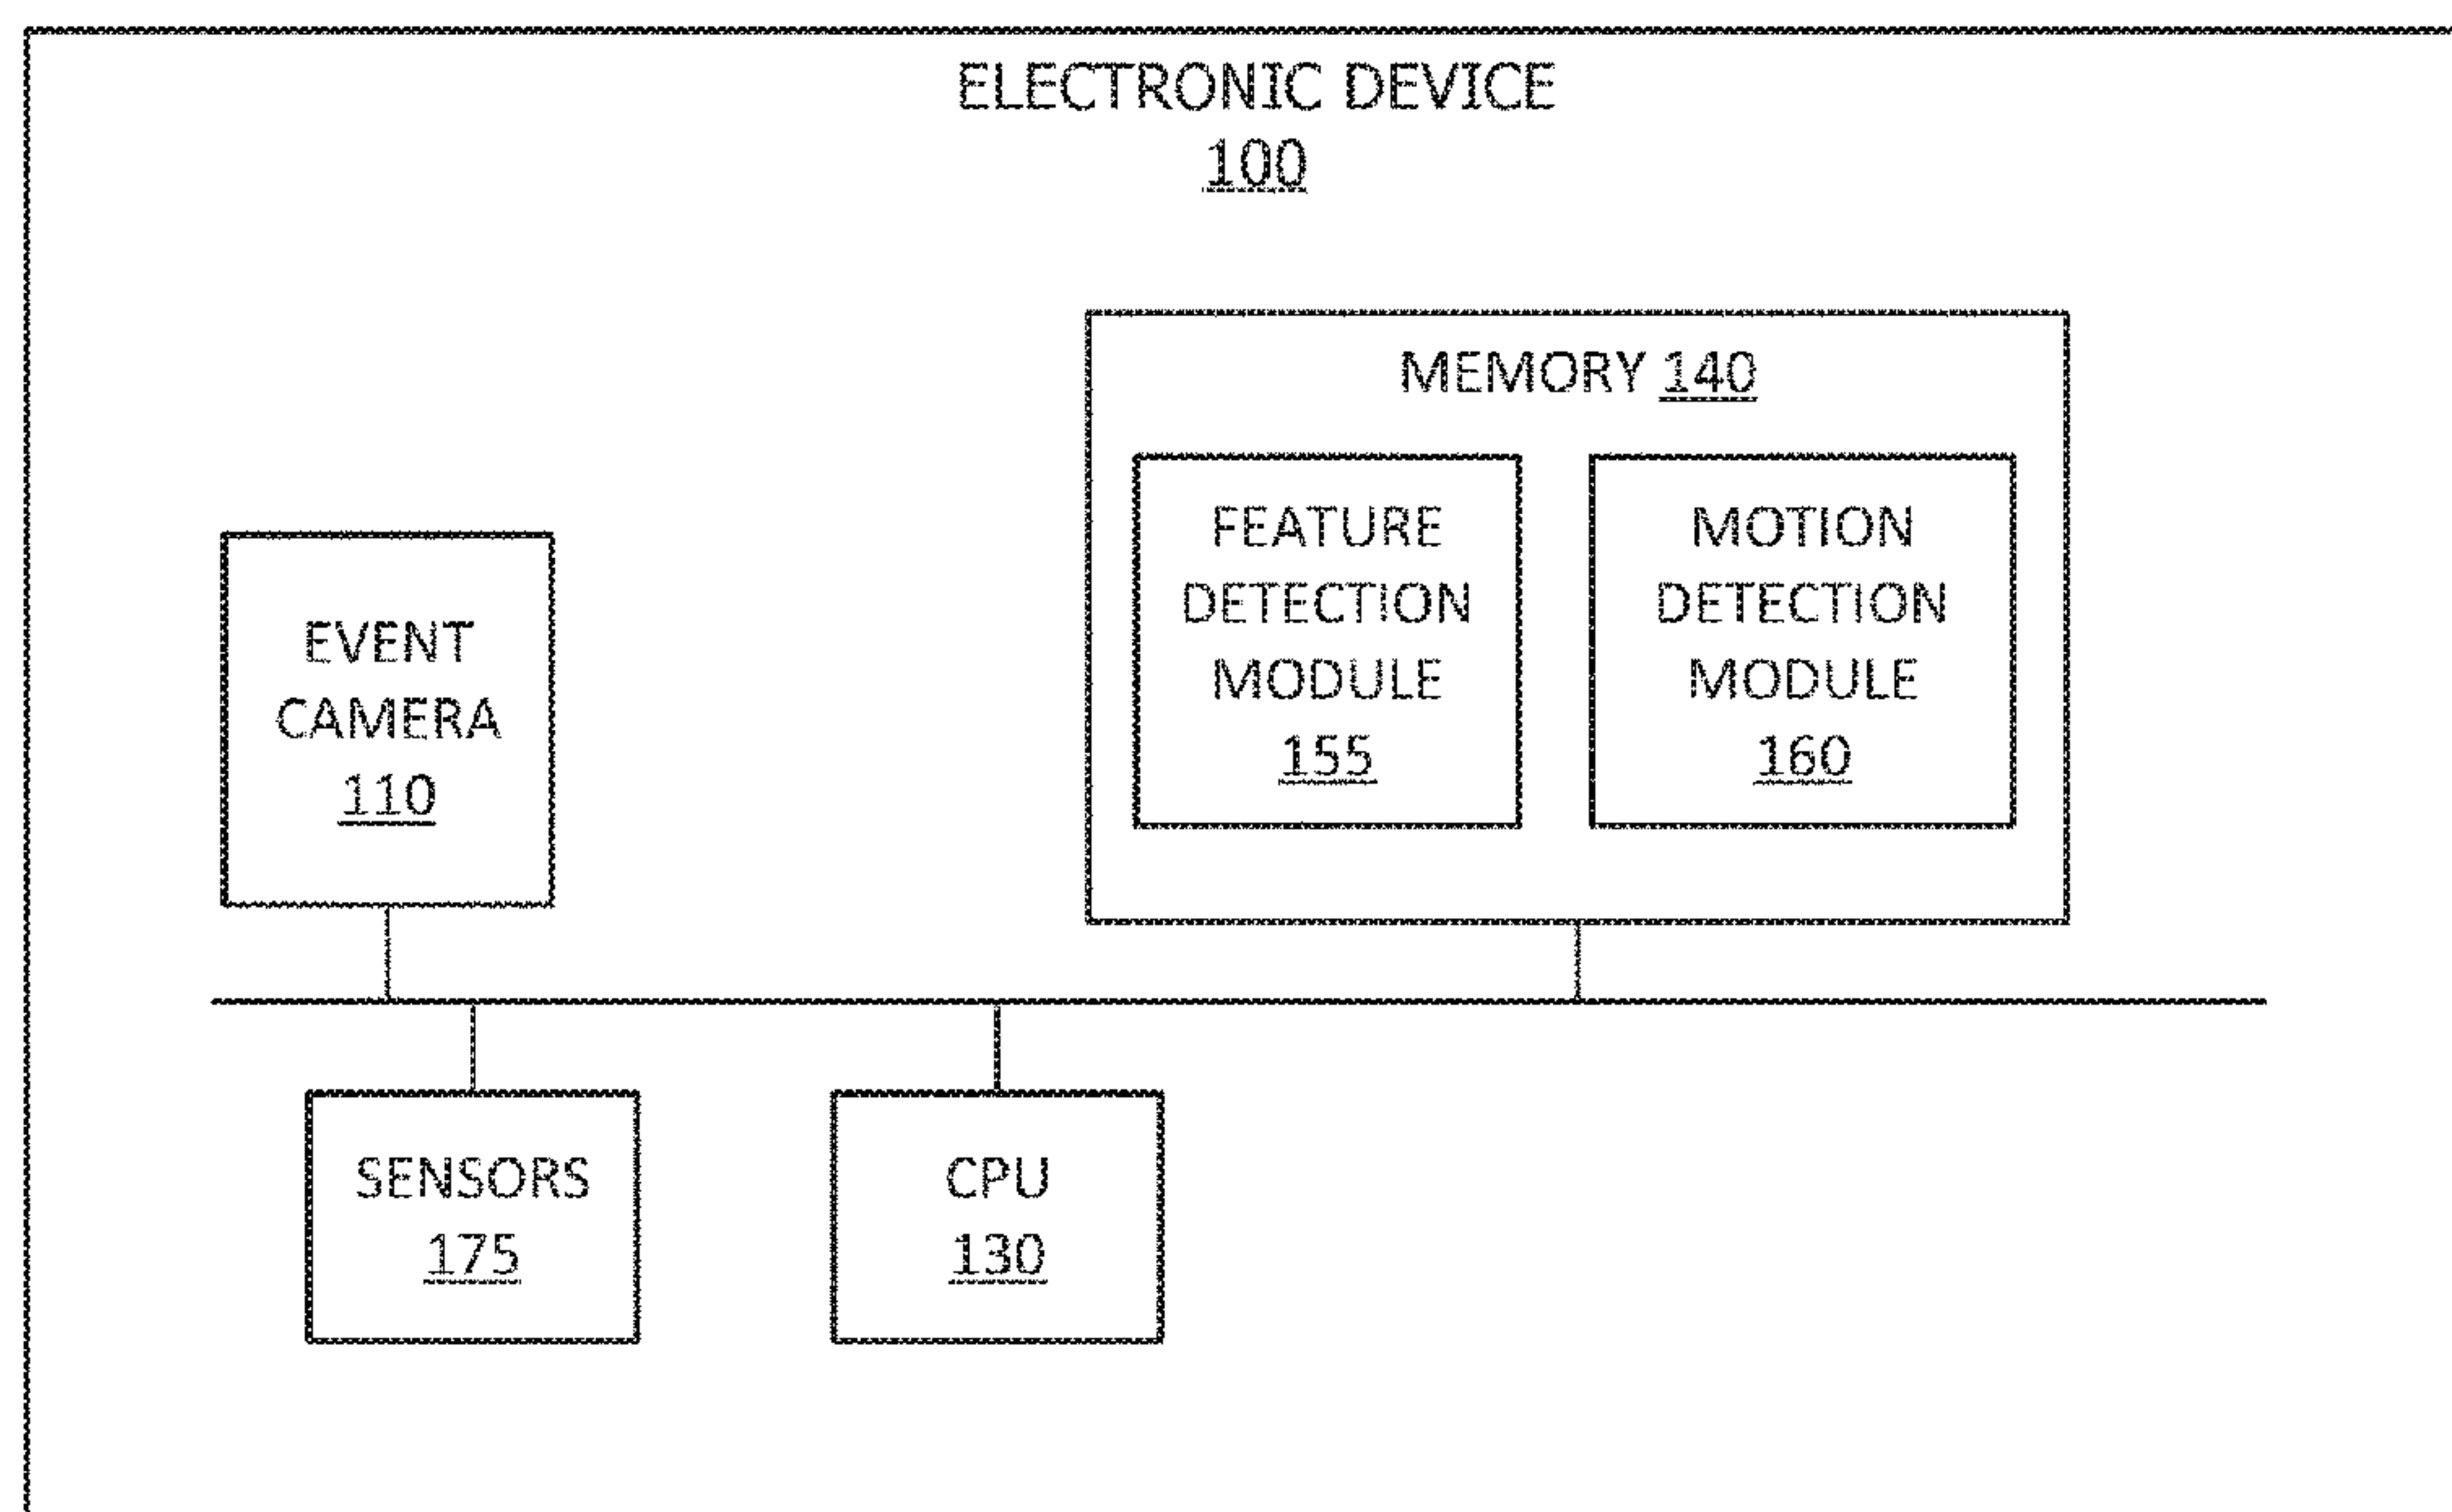 ELECTRONIC DEVICE
100
MEMORY 140
FEATURE
DETECTION
MODULE
155
MOTION
DETECTION
MODULE
160
EVENT
CAMERA
110
SENSORS
175
CPU
130